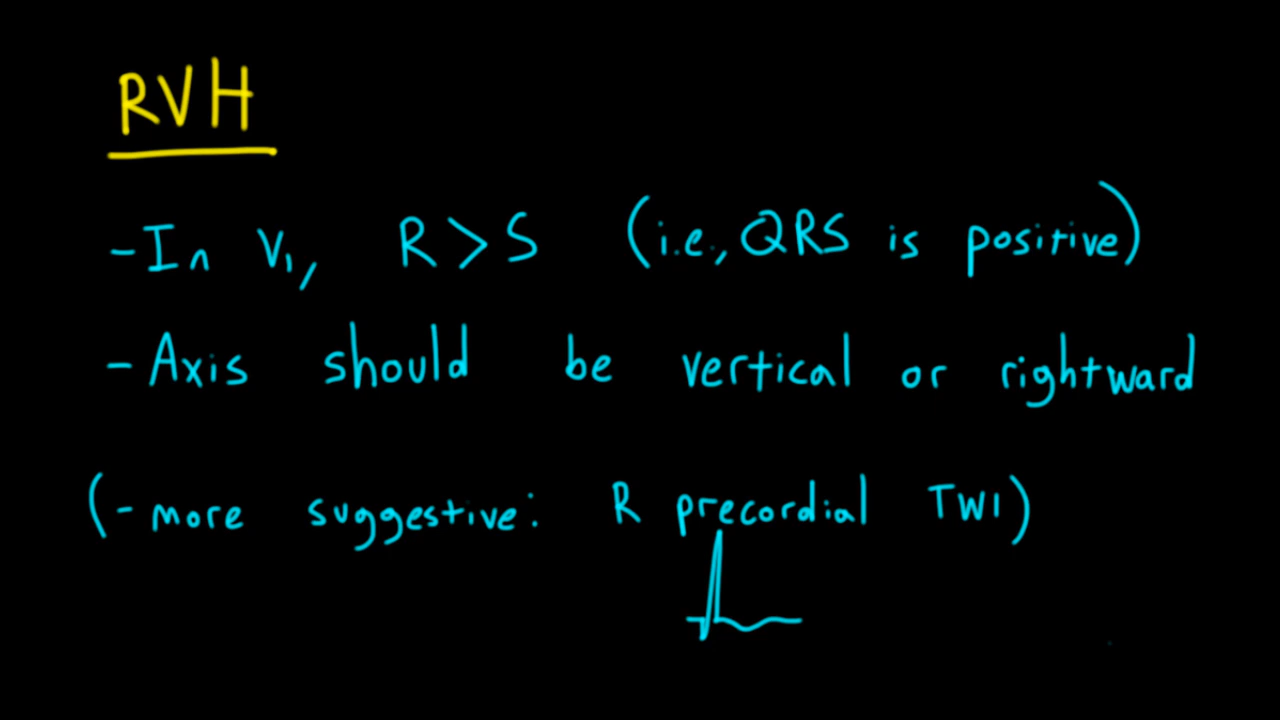 RVH
- In V1, R > S (i.e., QRS is positive)
- Axis should be vertical or rightward
(- more suggestive: R precordial TWI)